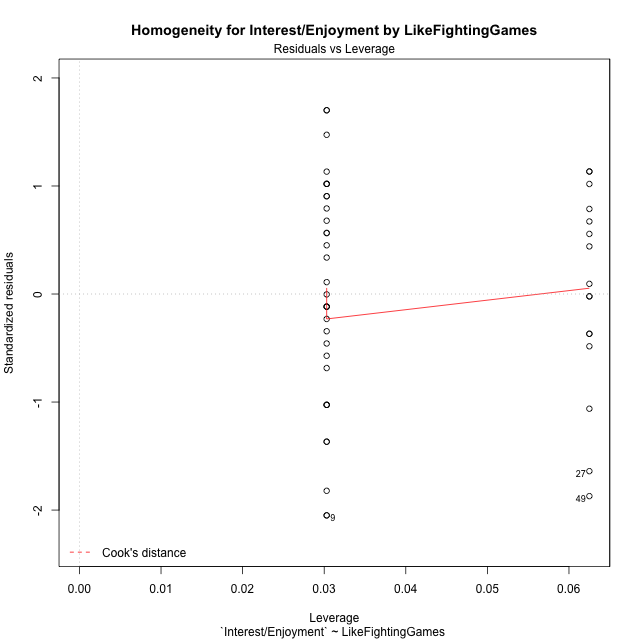 Homogeneity for Interest/Enjoyment by LikeFightingGames
Residuals vs Leverage
2
1
0
-1
-2
Standardized residuals
27
49
9
Cook's distance
0.00 0.01 0.02 0.03 0.04 0.05 0.06
Leverage
`Interest/Enjoyment` ~ LikeFightingGames